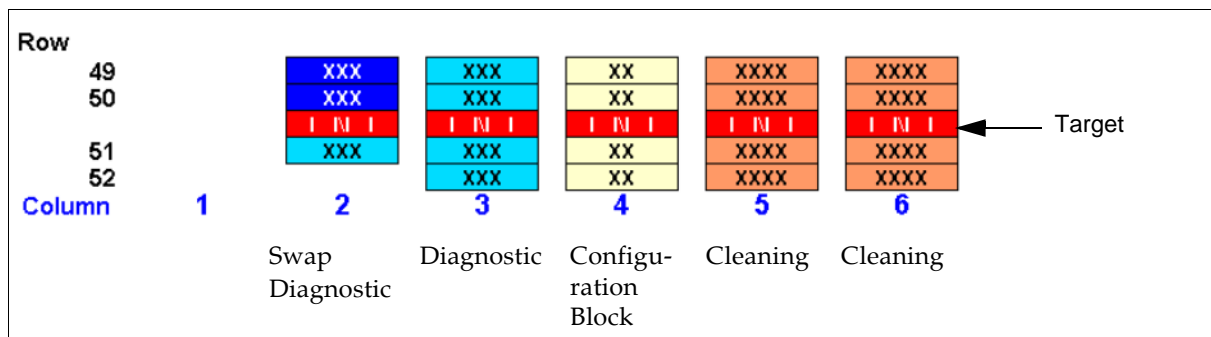 Row
49 XXX XXX XX XXXX XXXX
50 XXX XXX XX XXXX XXXX
I N I I N I I N I I N I I N I Target
51 XXX XXX XX XXXX XXXX
52 XXX XX XXXX XXXX
Column 1 2 3 4 5 6
Swap Diagnostic Configu- Cleaning Cleaning
Diagnostic ration
Block